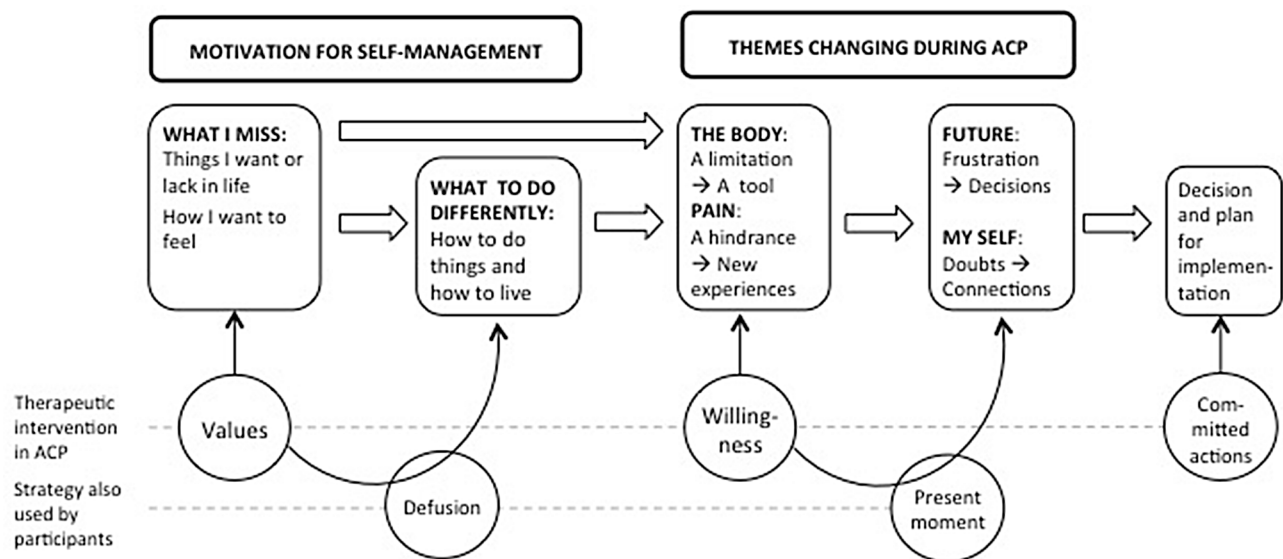 MOTIVATION FOR SELF-MANAGEMENT
THEMES CHANGING DURING ACP
WHAT I MISS:
Things I want or
lack in life
How I want to
feel
WHAT TO DO
DIFFERENTLY:
How to do
things and
how to live
THE BODY:
A limitation
→ A tool
PAIN:
A hindrance
→ New
experiences
FUTURE:
Frustration
→ Decisions
MY SELF:
Doubts →
Connections
Decision
and plan
for
implemen-
tation
Therapeutic
intervention
in ACP
Values
Willing-
ness
Com-
mitted
actions
Strategy also
used by
participants
Defusion
Present
moment